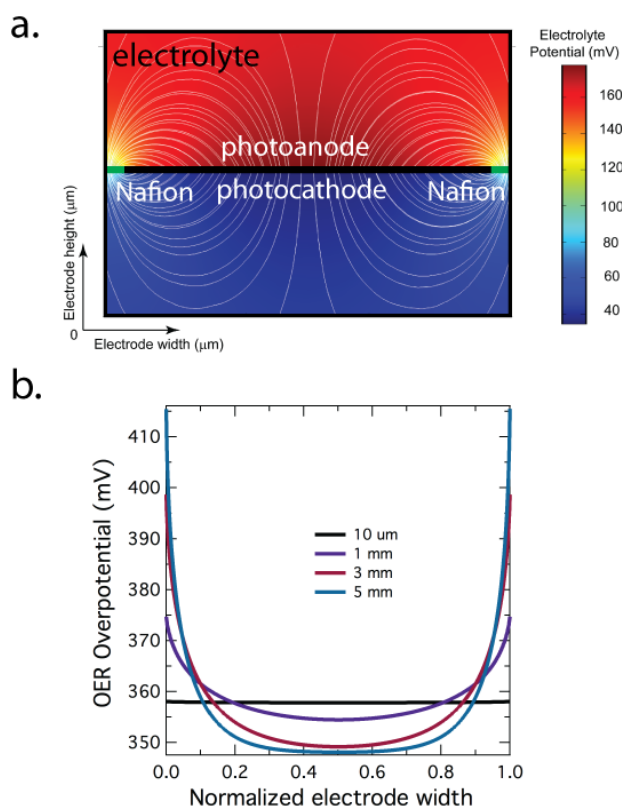 a.
Electrolyte
Potential (mV)
electrolyte
photoanode
photocathode
Nafion
Nafion
160
140
120
100
80
60
40
Electrode height (μm)
0
Electrode width (μm)
b.
OER Overpotential (mV)
410
400
390
380
370
360
350
10 um
1 mm
3 mm
5 mm
0.0 0.2 0.4 0.6 0.8 1.0
Normalized electrode width